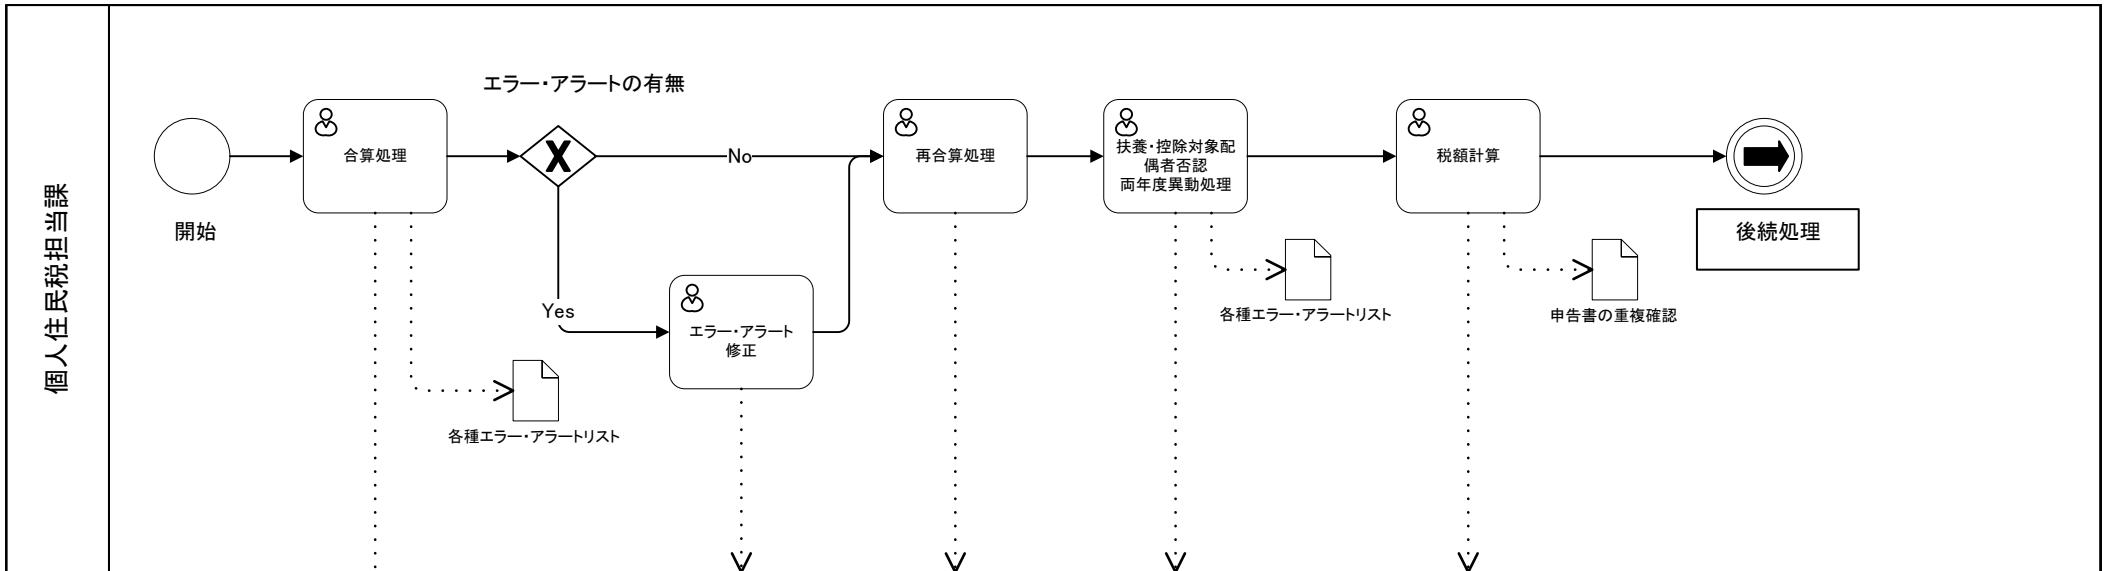 個人住民税担当課
エラー・アラートの有無
開始
合算処理
No
Yes
エラー・アラート
修正
各種エラー・アラートリスト
再合算処理
扶養・控除対象配
偶者否認
両年度異動処理
各種エラー・アラートリスト
税額計算
申告書の重複確認
後続処理